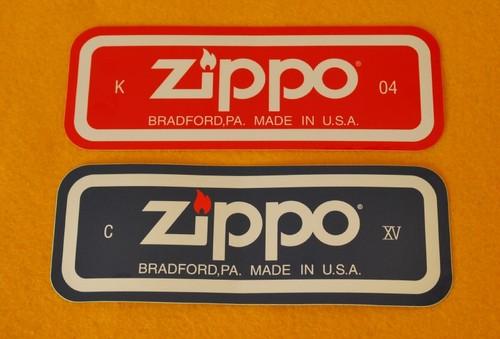 K Zippo® 04
BRADFORD,PA. MADE IN U.S.A.
C Zippo® XV
BRADFORD,PA. MADE IN U.S.A.